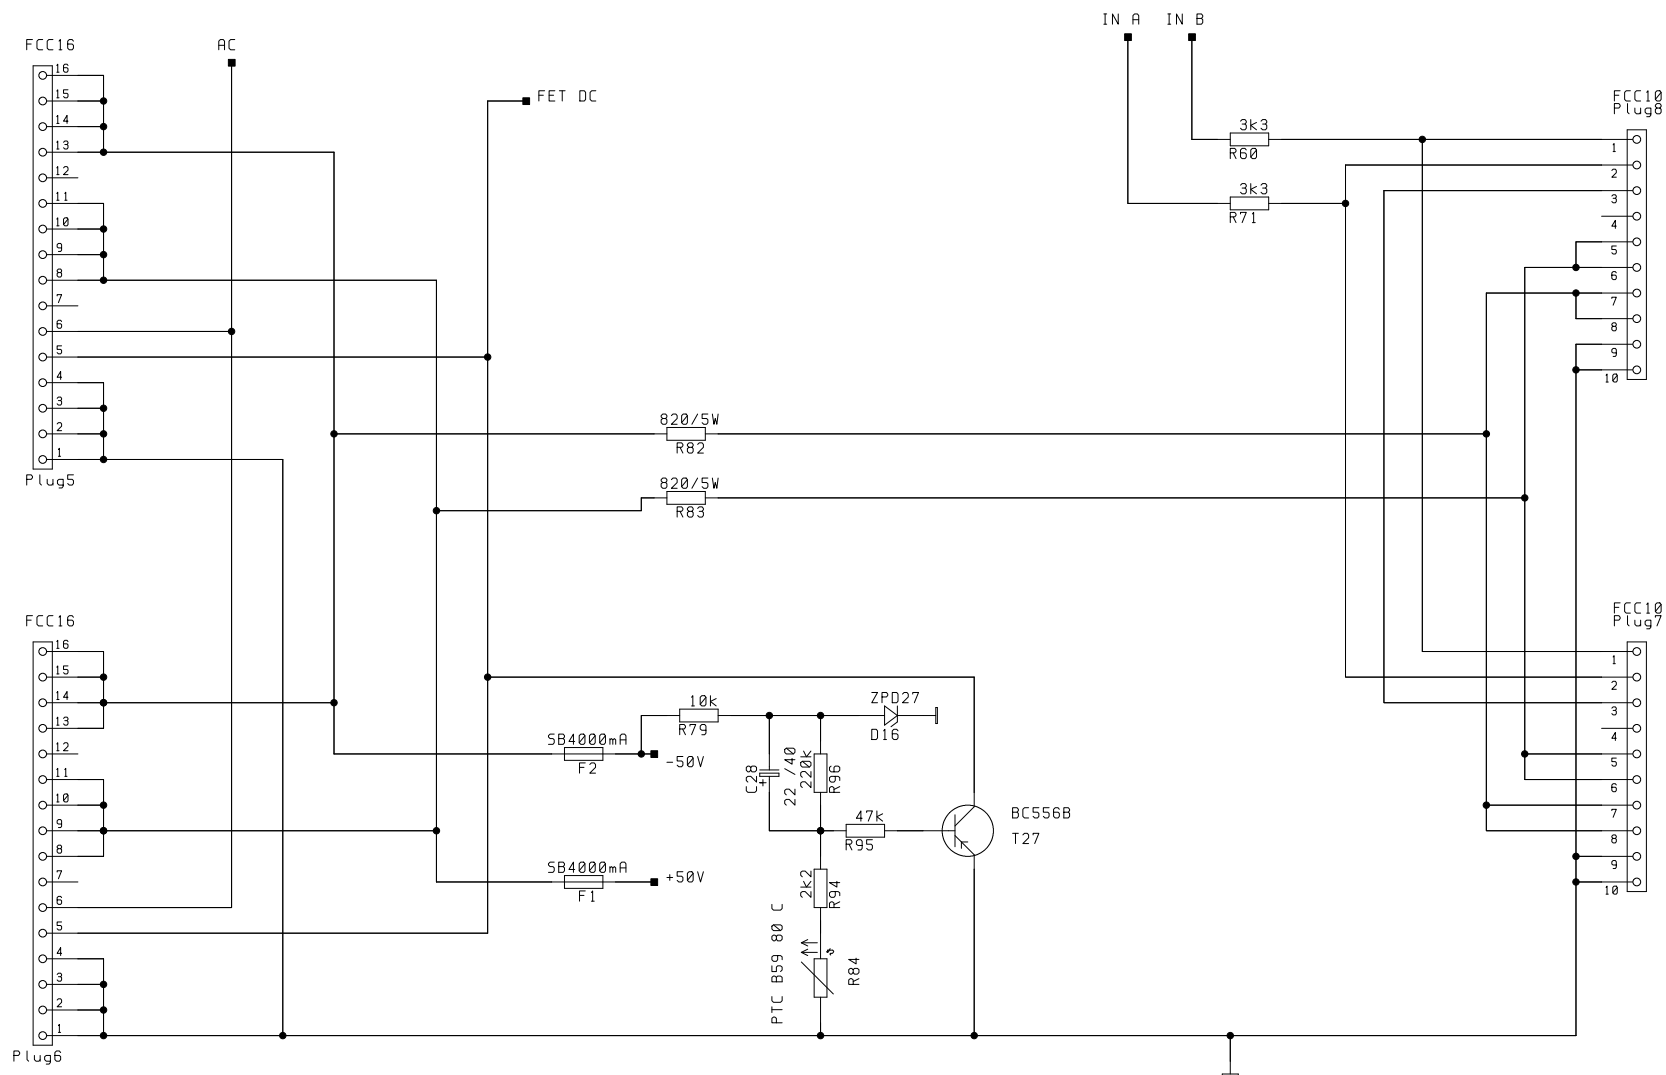 IN A IN B
FCC16
AC
FET DC
FCC10
Plug8
16
15
14
13
12
11
10
9
8
7
6
5
4
3
2
1
Plug5
3k3
R60
3k3
R71
1
2
3
4
5
6
7
8
9
10
820/5W
R82
820/5W
R83
FCC16
16
15
14
13
12
11
10
9
8
7
6
5
4
3
2
1
Plug6
FCC10
Plug7
1
2
3
4
5
6
7
8
9
10
10k
R79
ZPD27
D16
SB4000mA
F2
-50V
C28
+
22 /40
220k
R96
47k
R95
BC556B
T27
SB4000mA
F1
+50V
2k2
R94
PTC B59 80 C
R84